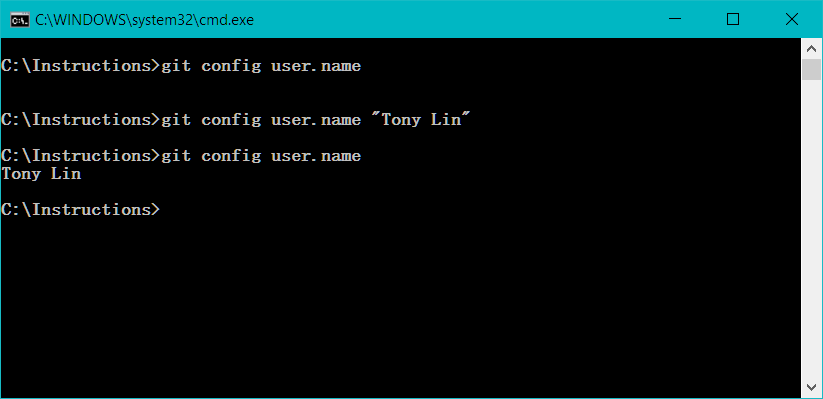 C:\WINDOWS\system32\cmd.exe
C:\Instructions>git config user.name
C:\Instructions>git config user.name "Tony Lin"
C:\Instructions>git config user.name
Tony Lin
C:\Instructions>